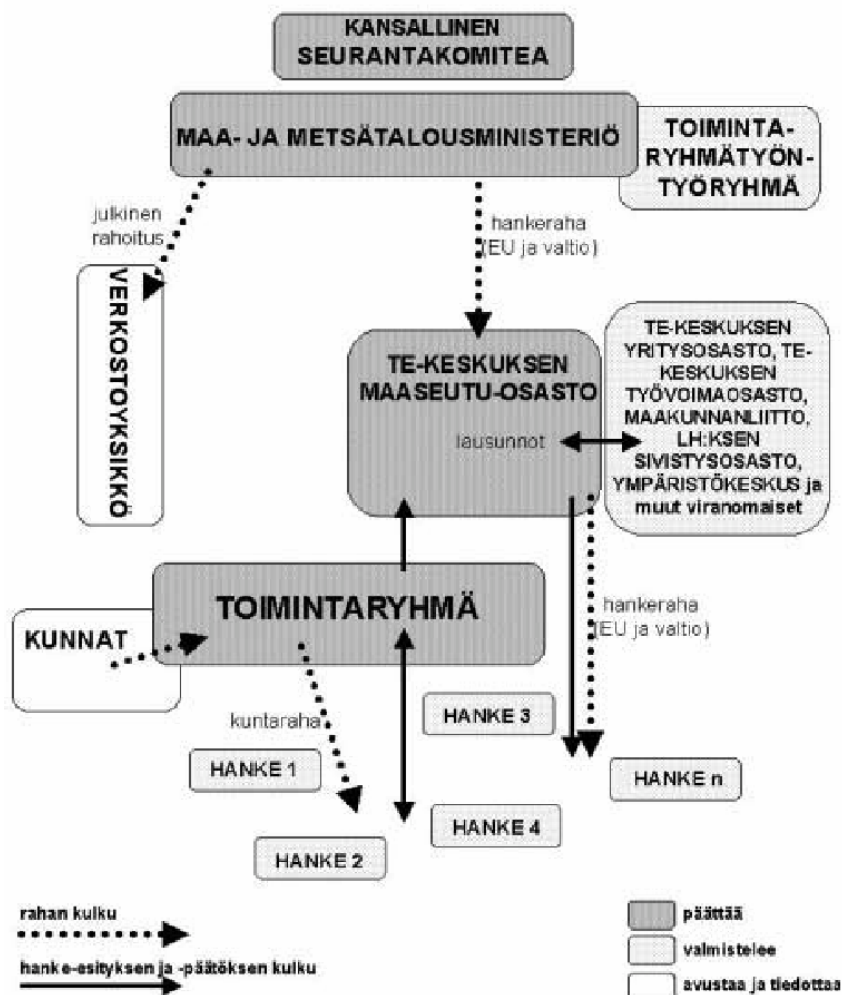 KANSALLINEN
SEURANTAKOMITEA
MAA- JA METSÄTALOUSMINISTERIÖ
TOIMINTA-
RYHMÄTYÖN-
TYÖRYHMÄ
julkinen
rahoitus
hankeraha
(EU ja valtio)
VERKOSTOYKSIKKÖ
TE-KESKUKSEN
MAASEUTU-OSASTO
lausunnot
TE-KESKUKSEN
YRITYSOSASTO, TE-
KESKUKSEN
TYÖVOIMAOSASTO,
MAAKUNNANLIITTO,
LH:KSEN
SIVISTYSOSASTO,
YMPÄRISTÖKESKUS ja
muut viranomaiset
TOIMINTARYHMÄ
KUNNAT
hankeraha
(EU ja valtio)
kuntaraha
HANKE 3
HANKE 1
HANKE n
HANKE 4
HANKE 2
rahan kulku
hanke-esityksen ja -päätöksen kulku
päättää
valmistelee
avustaa ja tiedottaa